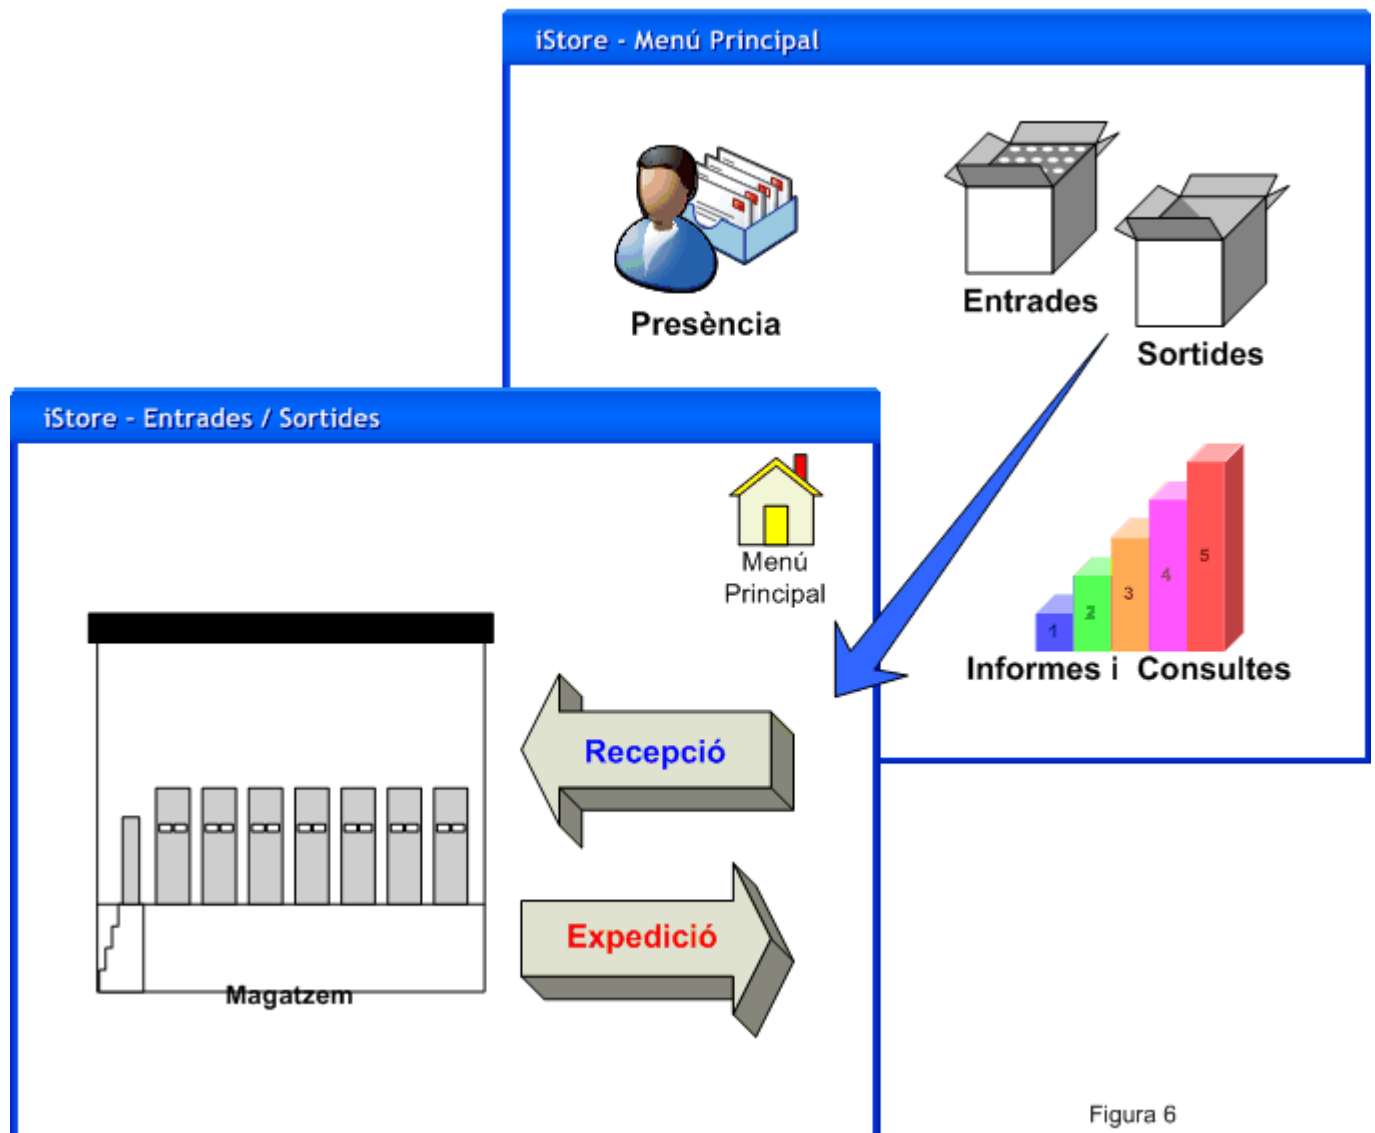 iStore - Menú Principal
Presència
Entrades
Sortides
1
2
3
4
5
Informes i Consultes
iStore - Entrades / Sortides
Menú
Principal
Recepció
Expedició
Magatzem
Figura 6